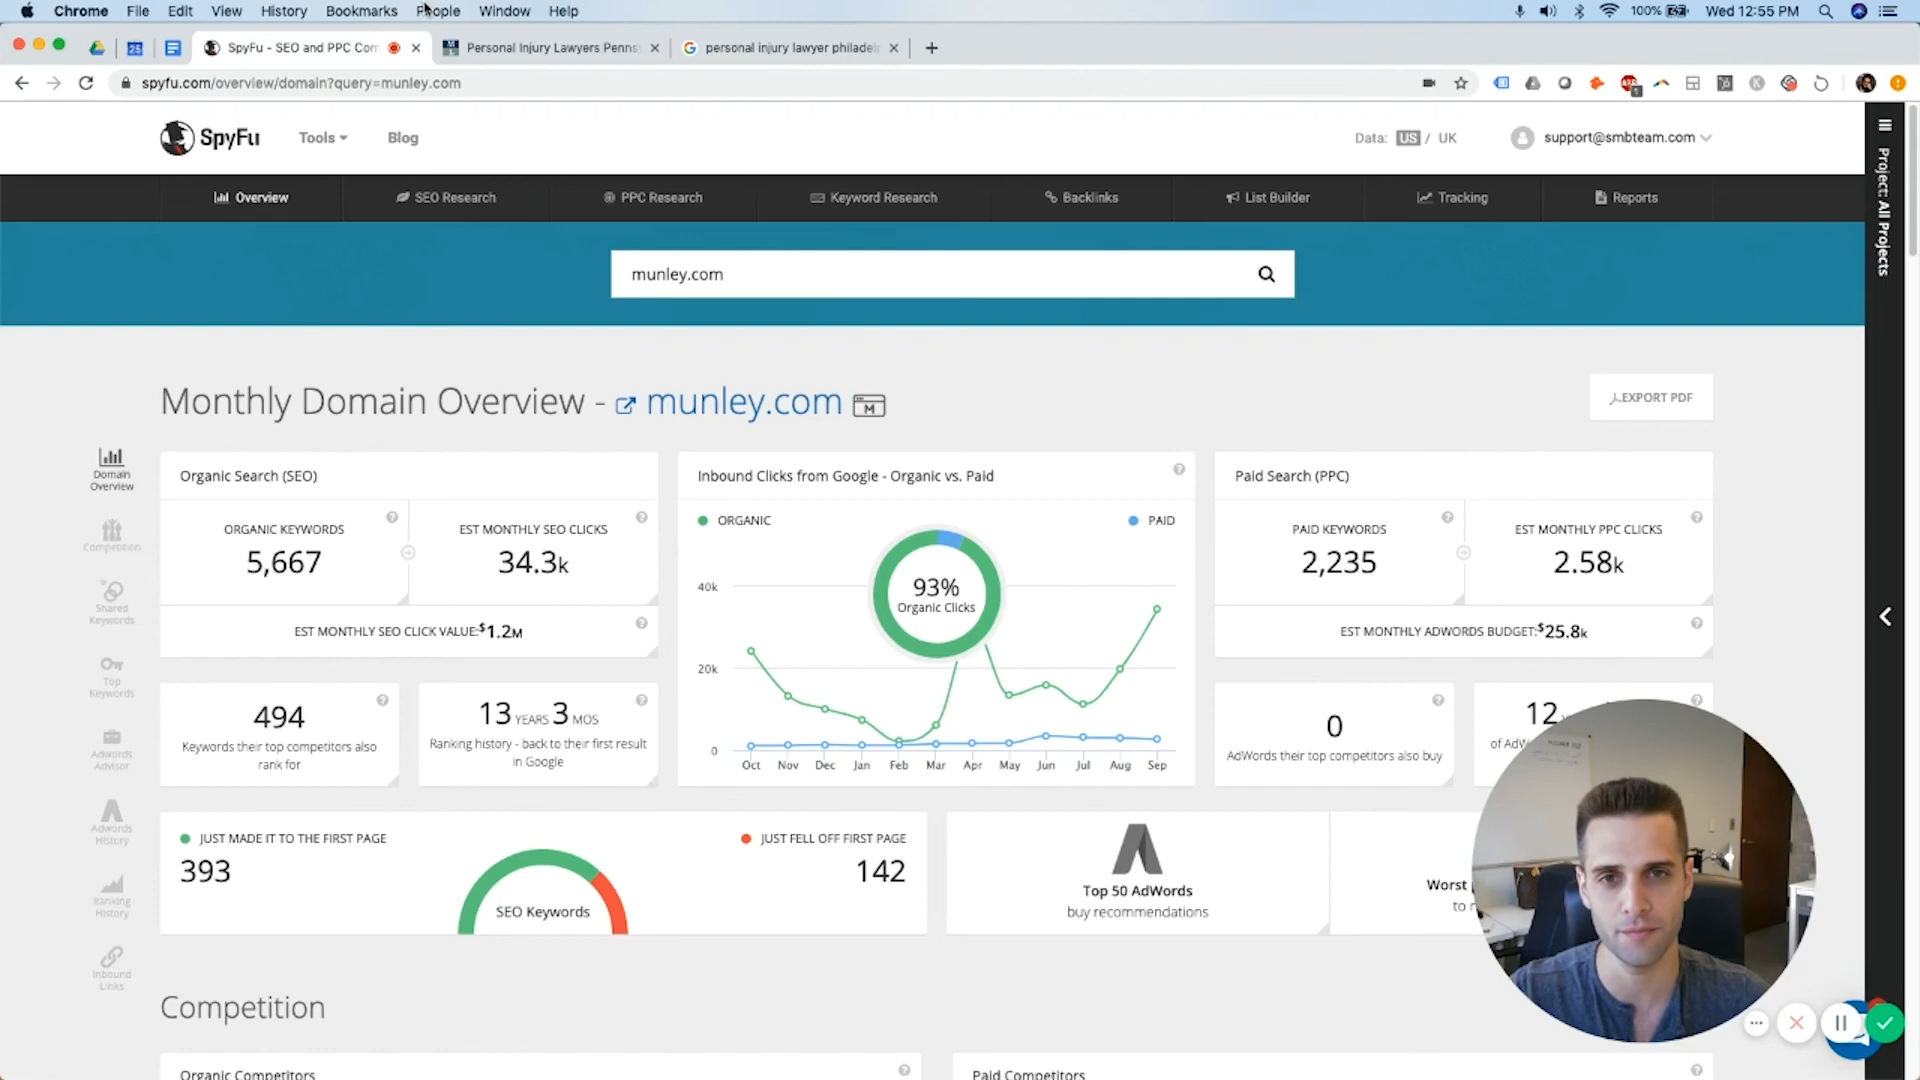 Chrome File Edit View History Bookmarks People Window Help
100% Wed 12:55 PM
SpyFu - SEO and PPC Com
Personal Injury Lawyers Penns
personal injury lawyer philadel
spyfu.com/overview/domain?query=munley.com
SpyFu Tools Blog
Data: US / UK support@smbteam.com
Overview SEO Research PPC Research Keyword Research Backlinks List Builder Tracking Reports
Project: All Projects
munley.com
Monthly Domain Overview - munley.com
EXPORT PDF
Domain Overview
Competition
Shared Keywords
Top Keywords
Adwords Advisor
Adwords History
Ranking History
Inbound Links
Organic Search (SEO)
ORGANIC KEYWORDS
5,667
EST MONTHLY SEO CLICKS
34.3k
EST MONTHLY SEO CLICK VALUE: $1.2M
494
Keywords their top competitors also
rank for
13 YEARS 3 MOS
Ranking history - back to their first result
in Google
Inbound Clicks from Google - Organic vs. Paid
ORGANIC PAID
93%
Organic Clicks
40k
20k
0
Oct Nov Dec Jan Feb Mar Apr May Jun Jul Aug Sep
Paid Search (PPC)
PAID KEYWORDS
2,235
EST MONTHLY PPC CLICKS
2.58k
EST MONTHLY ADWORDS BUDGET: $25.8k
0
AdWords their top competitors also buy
12
of
JUST MADE IT TO THE FIRST PAGE
393
JUST FELL OFF FIRST PAGE
142
SEO Keywords
Top 50 AdWords
buy recommendations
Worst
to
Competition
Organic Competitors
Paid Competitors